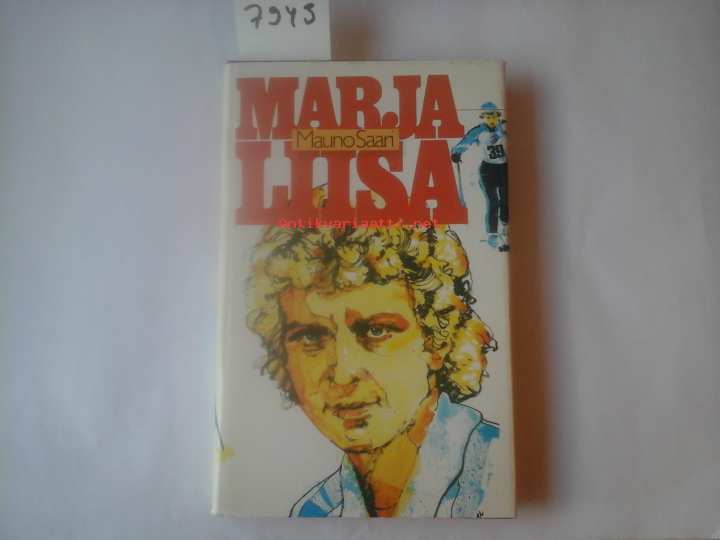 7945
MARJA
Mauno Saari
LIISA
Antikvariaatti.net
39